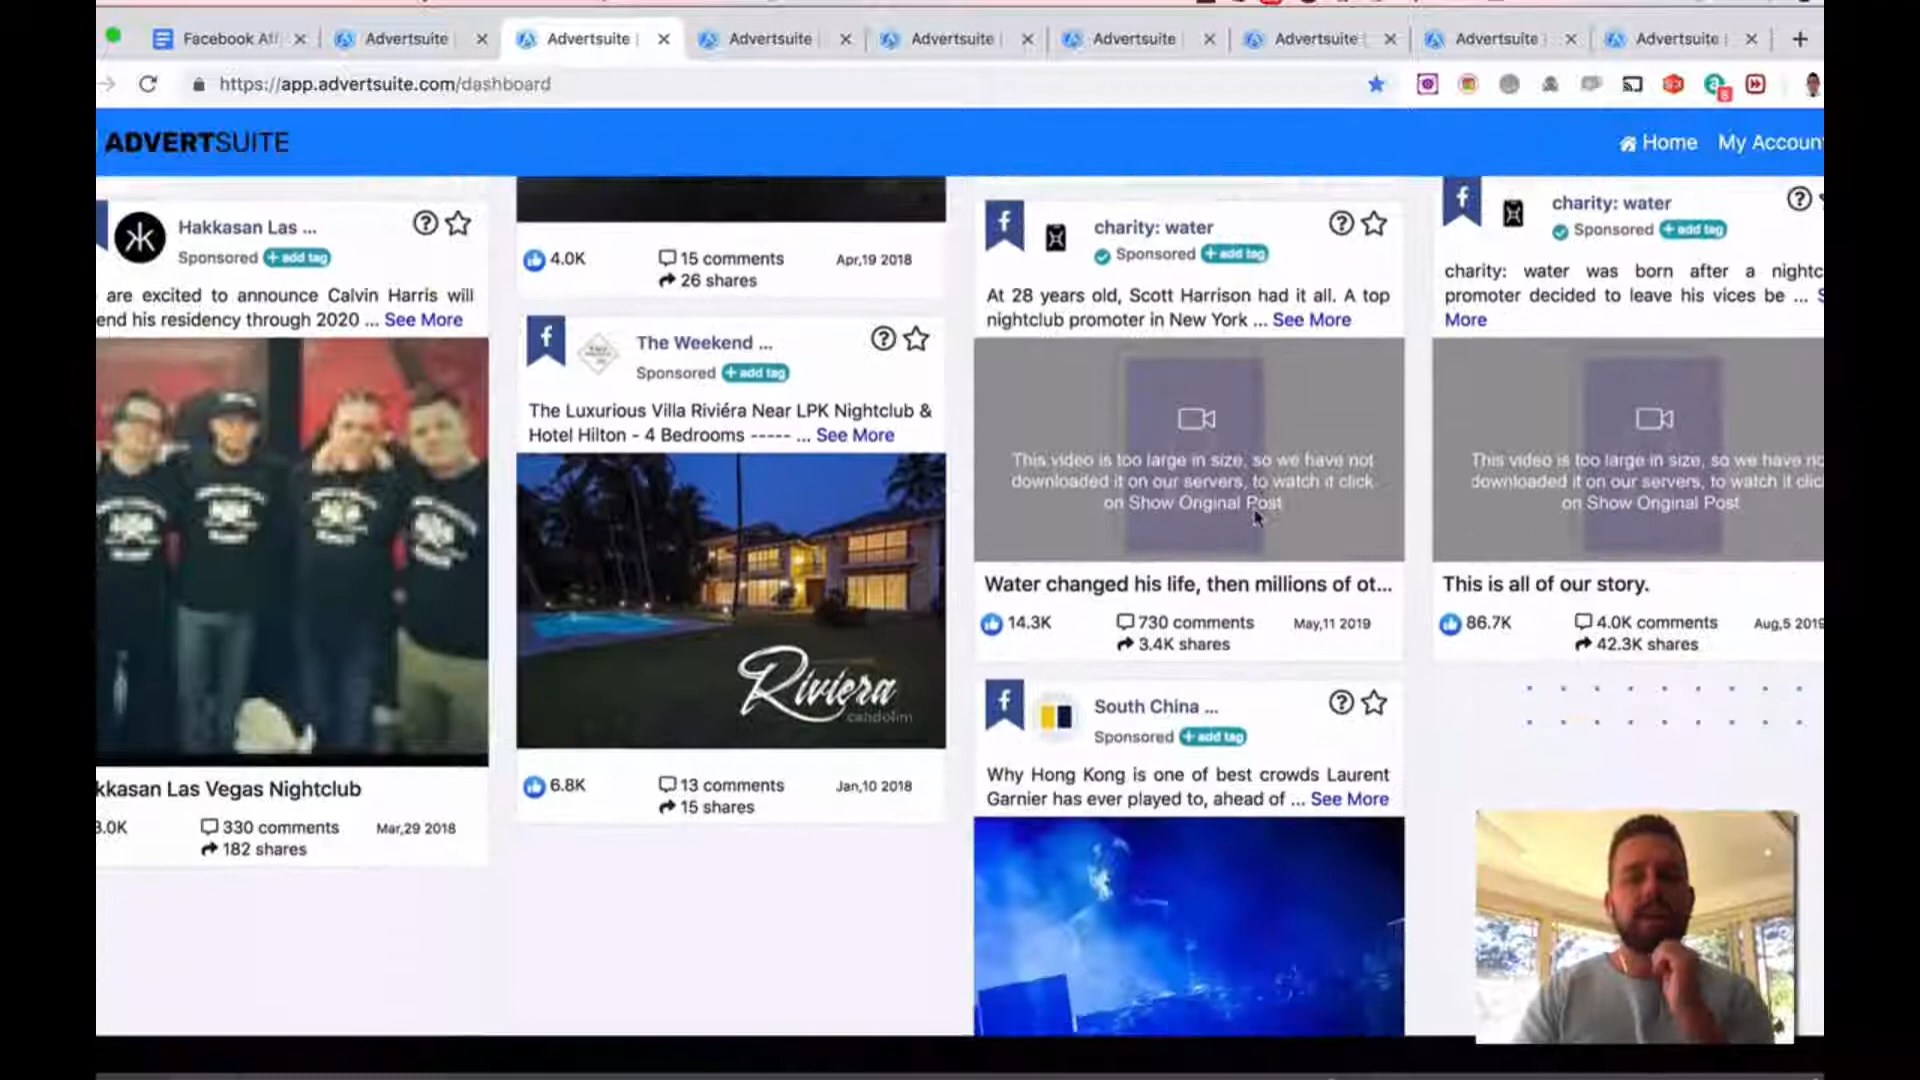 Facebook Aff
Advertsuite
Advertsuite
Advertsuite
Advertsuite
Advertsuite
Advertsuite
Advertsuite
Advertsuite
https://app.advertsuite.com/dashboard
8
ADVERTSUITE
Home
My Accoun
Hakkasan Las ...
Sponsored + add tag
are excited to announce Calvin Harris will
end his residency through 2020 ... See More
kkasan Las Vegas Nightclub
3.0K
330 comments
182 shares
Mar,29 2018
4.0K
15 comments
26 shares
Apr,19 2018
The Weekend ...
Sponsored + add tag
The Luxurious Villa Riviéra Near LPK Nightclub &
Hotel Hilton - 4 Bedrooms ----- ... See More
Riviera
candolim
6.8K
13 comments
15 shares
Jan,10 2018
charity: water
Sponsored + add tag
At 28 years old, Scott Harrison had it all. A top
nightclub promoter in New York ... See More
This video is too large in size, so we have not
downloaded it on our servers, to watch it click
on Show Original Post
Water changed his life, then millions of ot...
14.3K
730 comments
3.4K shares
May,11 2019
South China ...
Sponsored + add tag
Why Hong Kong is one of best crowds Laurent
Garnier has ever played to, ahead of ... See More
charity: water
Sponsored + add tag
charity: water was born after a nightc
promoter decided to leave his vices be ... S
More
This video is too large in size, so we have no
downloaded it on our servers, to watch it clic
on Show Original Post
This is all of our story.
86.7K
4.0K comments
42.3K shares
Aug,5 2019